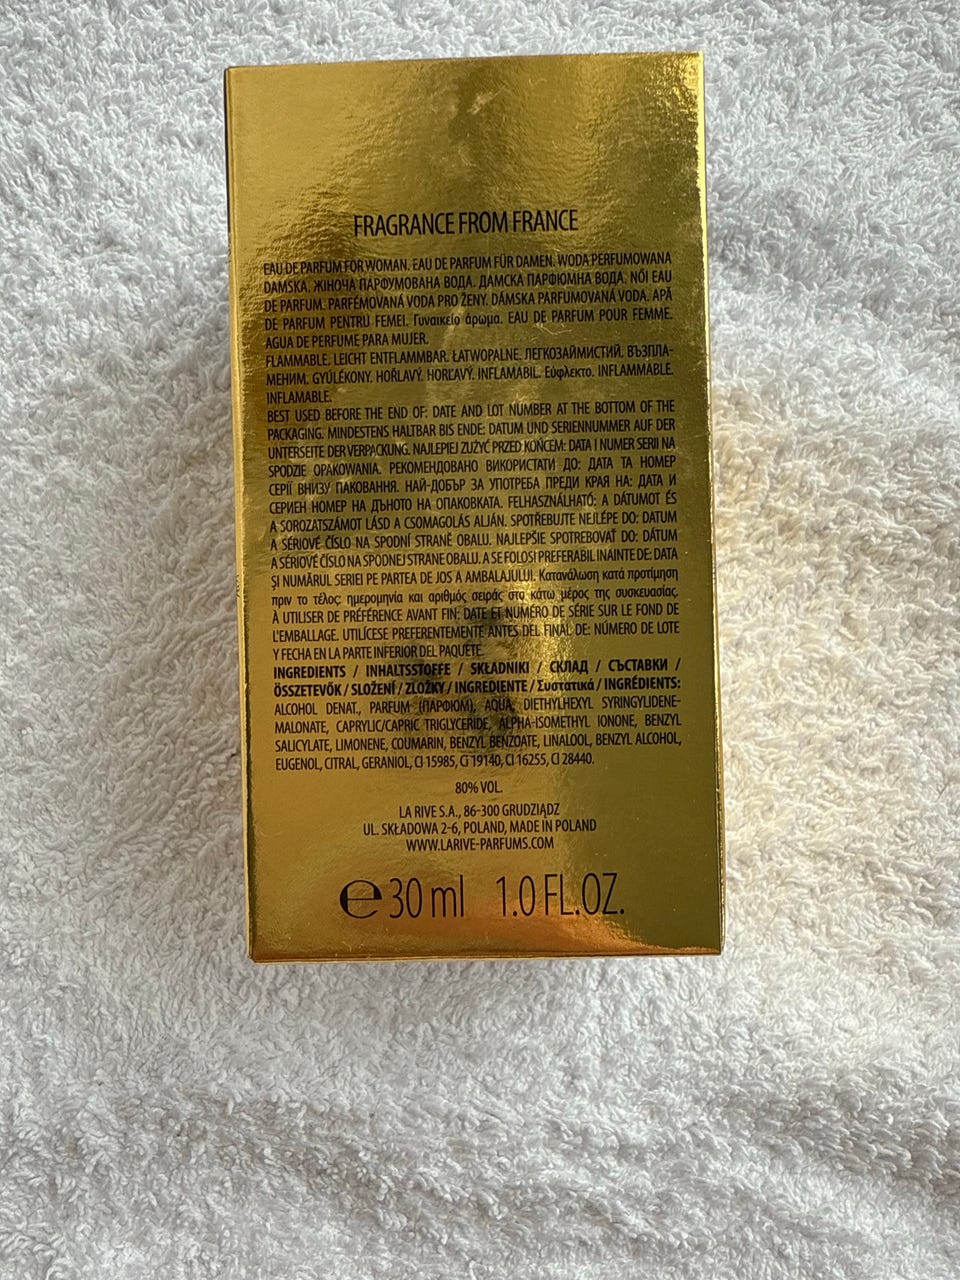 FRAGRANCE FROM FRANCE
EAU DE PARFUM FOR WOMAN. EAU DE PARFUM FÜR DAMEN. WODA PERFUMOWANA
DAMSKA. ЖІНОЧА ПАРФУМОВАНА ВОДА. ДАМСКА ПАРФЮМНА ВОДА. NŐI EAU
DE PARFUM. PARFÉMOVANÁ VODA PRO ŽENY. DÁMSKA PARFUMOVANÁ VODA. APĂ
DE PARFUM PENTRU FEMEI. Γυναικείο άρωμα. EAU DE PARFUM POUR FEMME.
AGUA DE PERFUME PARA MUJER.
FLAMMABLE. LEICHT ENTFLAMMBAR. ŁATWOPALNE. ЛЕГКОЗАЙМИСТИЙ. ВЪЗПЛА-
МЕНИМ. GYÚLÉKONY. HOŘLAVÝ. HORĽAVÝ. INFLAMABIL. Εύφλεκτο. INFLAMMABLE.
INFLAMABLE.
BEST USED BEFORE THE END OF: DATE AND LOT NUMBER AT THE BOTTOM OF THE
PACKAGING. MINDESTENS HALTBAR BIS ENDE: DATUM UND SERIENNUMMER AUF DER
UNTERSEITE DER VERPACKUNG. NAJLEPIEJ ZUŻYĆ PRZED KOŃCEM: DATA I NUMER SERII NA
SPODZIE OPAKOWANIA. РЕКОМЕНДОВАНО ВИКОРИСТАТИ ДО: ДАТА ТА НОМЕР
СЕРІЇ ВНИЗУ ПАКОВАННЯ. НАЙ-ДОБЪР ЗА УПОТРЕБА ПРЕДИ КРАЯ НА: ДАТА И
СЕРИЕН НОМЕР НА ДЪНОТО НА ОПАКОВКАТА. FELHASZNÁLHATÓ: A DÁTUMOT ÉS
A SOROZATSZÁMOT LÁSD A CSOMAGOLÁS ALJÁN. SPOTŘEBUJTE NEJLÉPE DO: DATUM
A SÉRIOVÉ ČÍSLO NA SPODNÍ STRANĚ OBALU. NAJLEPŠIE SPOTREBOVAŤ DO: DÁTUM
A SÉRIOVÉ ČÍSLO NA SPODNEJ STRANE OBALU. A SE FOLOSI PREFERABIL INAINTE DE: DATA
ȘI NUMĂRUL SERIEI PE PARTEA DE JOS A AMBALAJULUI. Κατανάλωση κατά προτίμηση
πριν το τέλος: ημερομηνία και αριθμός σειράς στο κάτω μέρος της συσκευασίας.
À UTILISER DE PRÉFÉRENCE AVANT FIN: DATE ET NUMÉRO DE SÉRIE SUR LE FOND DE
L'EMBALLAGE. UTILÍCESE PREFERENTEMENTE ANTES DEL FINAL DE: NÚMERO DE LOTE
Y FECHA EN LA PARTE INFERIOR DEL PAQUETE.
INGREDIENTS / INHALTSSTOFFE / SKŁADNIKI / СКЛАД / СЪСТАВКИ /
ÖSSZETEVŐK / SLOŽENÍ / ZLOŽKY / INGREDIENTE / Συστατικά / INGRÉDIENTS:
ALCOHOL DENAT., PARFUM (ПАРФЮМ), AQUA, DIETHYLHEXYL SYRINGYLIDENE-
MALONATE, CAPRYLIC/CAPRIC TRIGLYCERIDE, ALPHA-ISOMETHYL IONONE, BENZYL
SALICYLATE, LIMONENE, COUMARIN, BENZYL BENZOATE, LINALOOL, BENZYL ALCOHOL,
EUGENOL, CITRAL, GERANIOL, CI 15985, CI 19140, CI 16255, CI 28440.
80% VOL.
LA RIVE S.A., 86-300 GRUDZIĄDZ
UL. SKŁADOWA 2-6, POLAND, MADE IN POLAND
WWW.LARIVE-PARFUMS.COM
℮ 30 ml 1.0 FL.OZ.